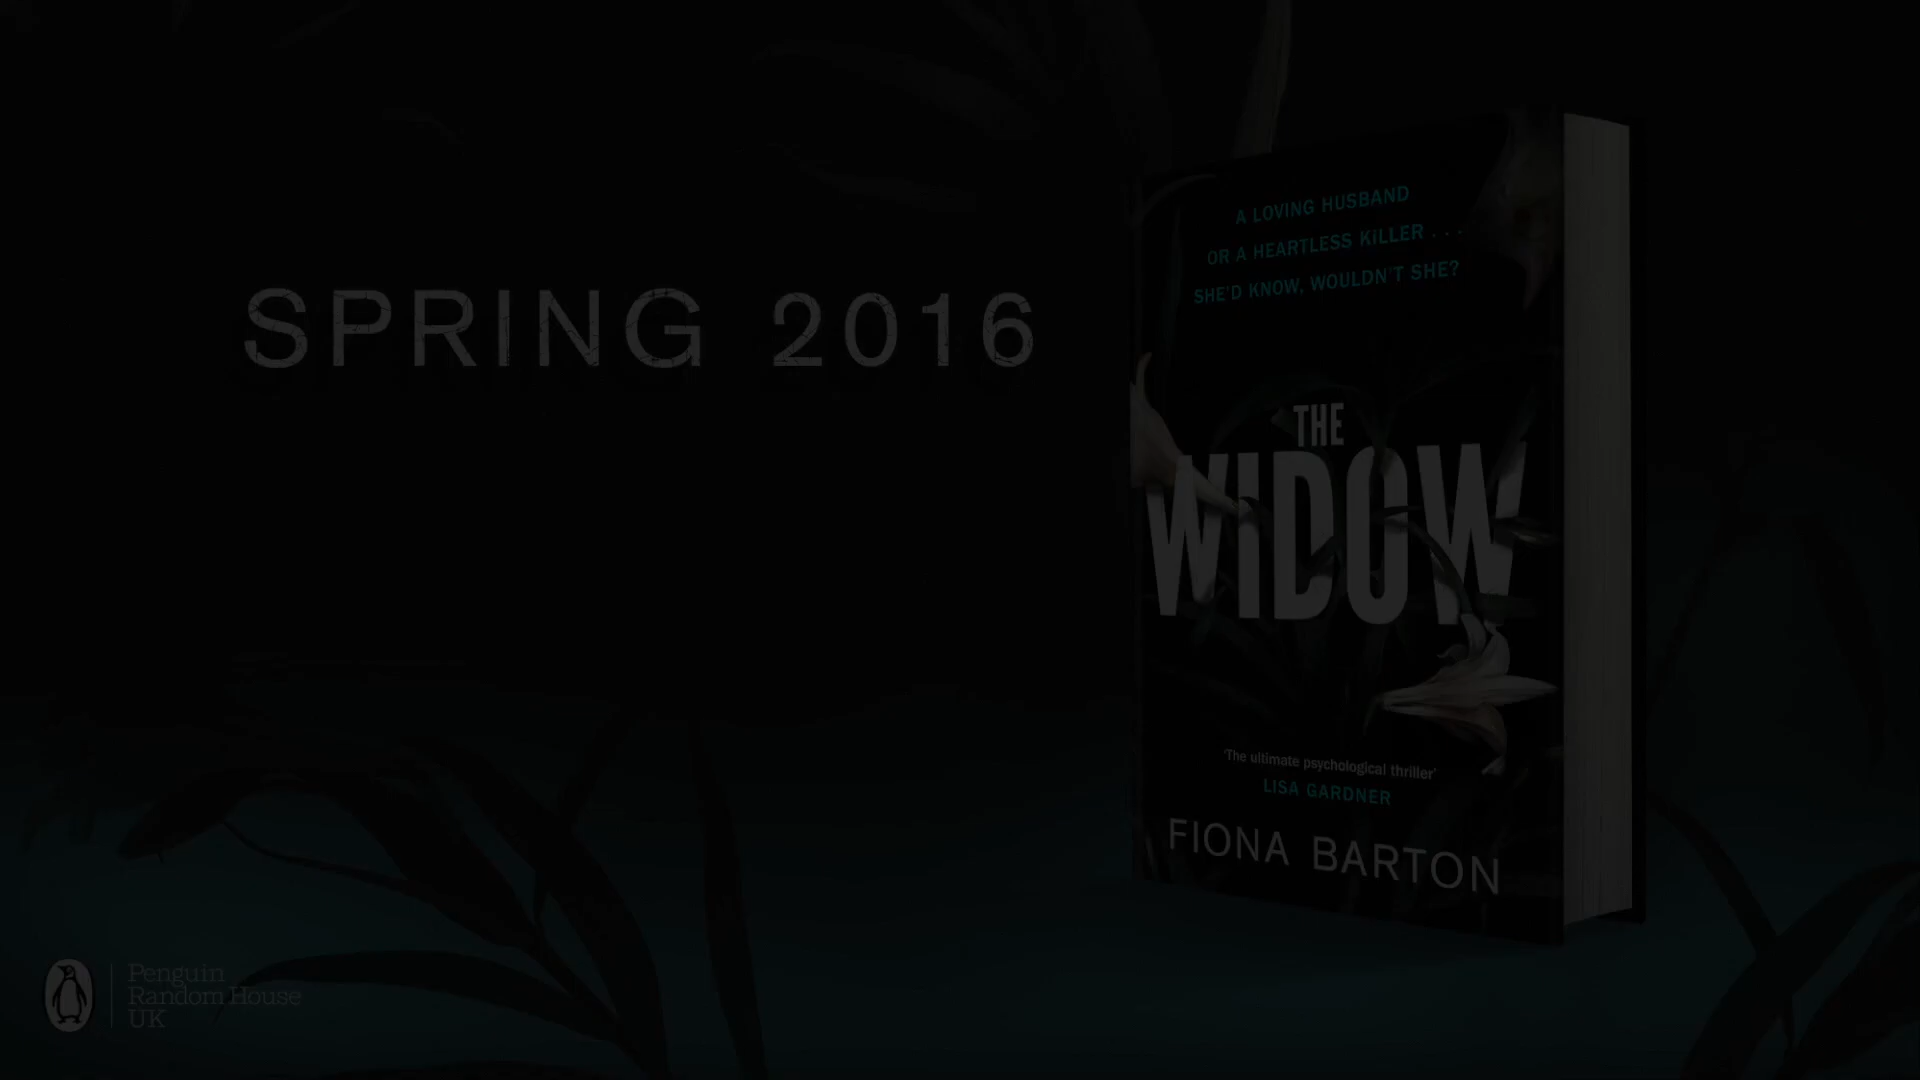 SPRING 2016
A LOVING HUSBAND
OR A HEARTLESS KILLER . . .
SHE'D KNOW, WOULDN'T SHE?
THE
WIDOW
'The ultimate psychological thriller'
LISA GARDNER
FIONA BARTON
Penguin
Random House
UK